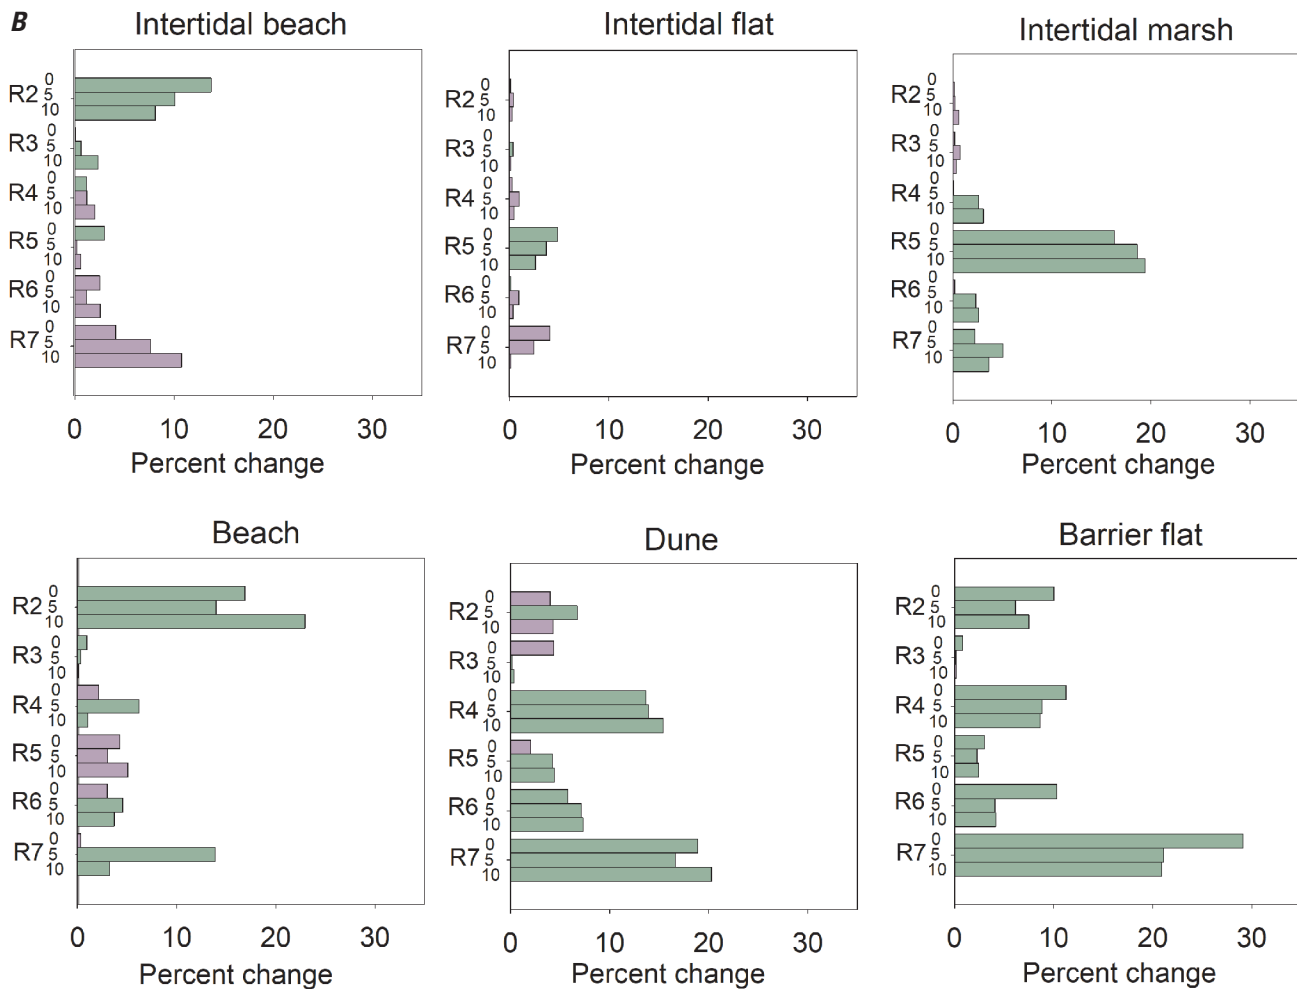 B
Intertidal beach
R2 0 5 10
R3 0 5 10
R4 0 5 10
R5 0 5 10
R6 0 5 10
R7 0 5 10
0 10 20 30
Percent change
Intertidal flat
R2 0 5 10
R3 0 5 10
R4 0 5 10
R5 0 5 10
R6 0 5 10
R7 0 5 10
0 10 20 30
Percent change
Intertidal marsh
R2 0 5 10
R3 0 5 10
R4 0 5 10
R5 0 5 10
R6 0 5 10
R7 0 5 10
0 10 20 30
Percent change
Beach
R2 0 5 10
R3 0 5 10
R4 0 5 10
R5 0 5 10
R6 0 5 10
R7 0 5 10
0 10 20 30
Percent change
Dune
R2 0 5 10
R3 0 5 10
R4 0 5 10
R5 0 5 10
R6 0 5 10
R7 0 5 10
0 10 20 30
Percent change
Barrier flat
R2 0 5 10
R3 0 5 10
R4 0 5 10
R5 0 5 10
R6 0 5 10
R7 0 5 10
0 10 20 30
Percent change